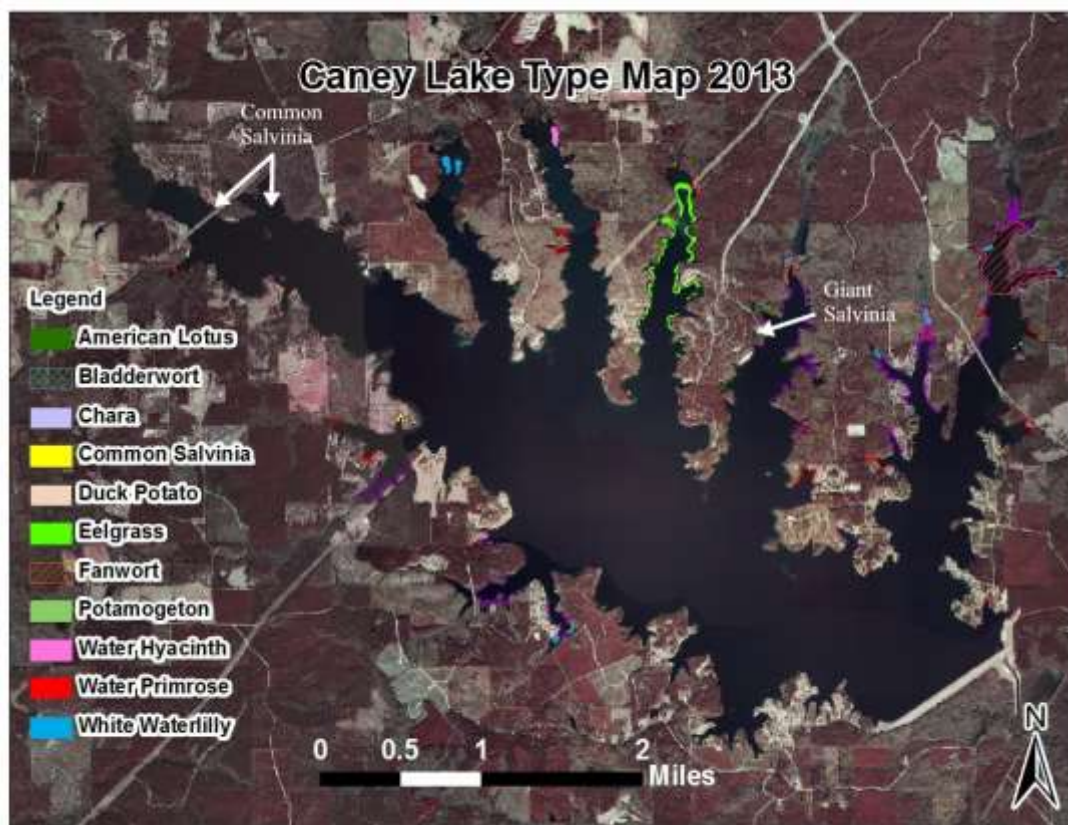 Caney Lake Type Map 2013
Common
Salvinia
Giant
Salvinia
Legend
American Lotus
Bladderwort
Chara
Common Salvinia
Duck Potato
Eelgrass
Fanwort
Potamogeton
Water Hyacinth
Water Primrose
White Waterlilly
0 0.5 1 2
Miles
N